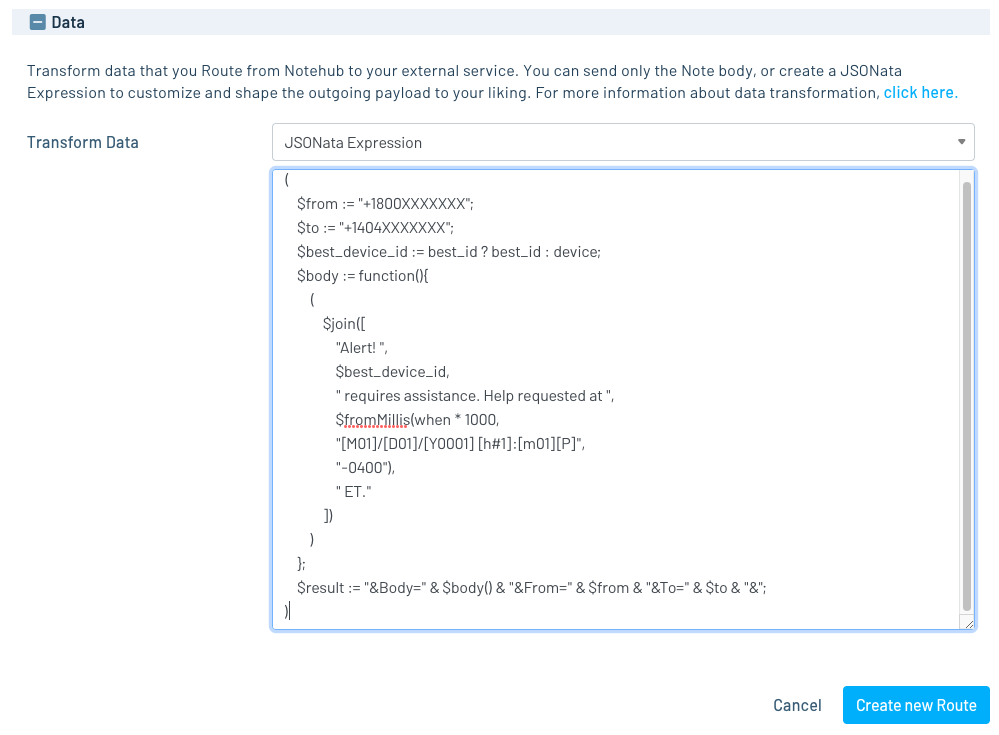 Data
Transform data that you Route from Notehub to your external service. You can send only the Note body, or create a JSONata
Expression to customize and shape the outgoing payload to your liking. For more information about data transformation, click here.
Transform Data
JSONata Expression
(
$from := "+1800XXXXXXX";
$to := "+1404XXXXXXX";
$best_device_id := best_id ? best_id : device;
$body := function(){
(
$join([
"Alert! ",
$best_device_id,
" requires assistance. Help requested at ",
$fromMillis(when * 1000,
"[M01]/[D01]/[Y0001] [h#1]:[m01][P]",
"-0400"),
" ET."
])
)
};
$result := "&Body=" & $body() & "&From=" & $from & "&To=" & $to & "&";
)
Cancel
Create new Route